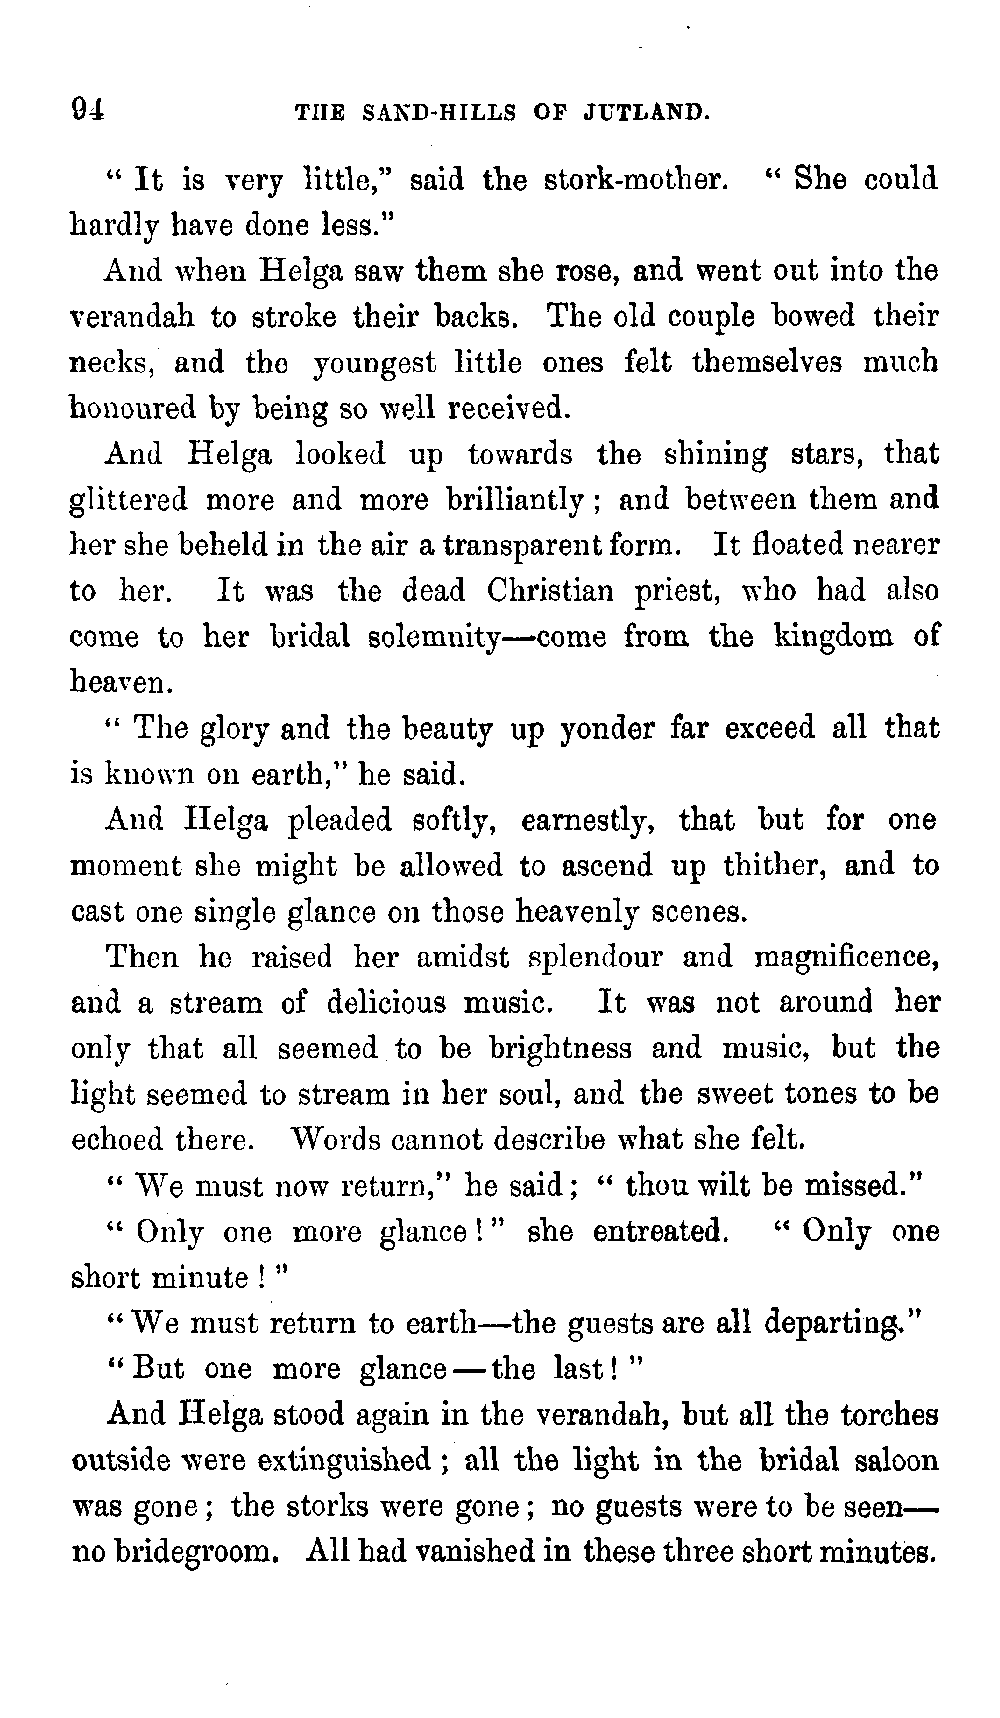 94 THE SAND-HILLS OF JUTLAND.
“ It is very little,” said the stork-mother. “ She could
hardly have done less.”
And when Helga saw them she rose, and went out into the
verandah to stroke their backs. The old couple bowed their
necks, and the youngest little ones felt themselves much
honoured by being so well received.
And Helga looked up towards the shining stars, that
glittered more and more brilliantly ; and between them and
her she beheld in the air a transparent form. It floated nearer
to her. It was the dead Christian priest, who had also
come to her bridal solemnity—come from the kingdom of
heaven.
“ The glory and the beauty up yonder far exceed all that
is known on earth,” he said.
And Helga pleaded softly, earnestly, that but for one
moment she might be allowed to ascend up thither, and to
cast one single glance on those heavenly scenes.
Then he raised her amidst splendour and magnificence,
and a stream of delicious music. It was not around her
only that all seemed to be brightness and music, but the
light seemed to stream in her soul, and the sweet tones to be
echoed there. Words cannot describe what she felt.
“ We must now return,” he said ; “ thou wilt be missed.”
“ Only one more glance ! ” she entreated. “ Only one
short minute ! ”
“ We must return to earth—the guests are all departing.”
“ But one more glance — the last ! ”
And Helga stood again in the verandah, but all the torches
outside were extinguished ; all the light in the bridal saloon
was gone ; the storks were gone ; no guests were to be seen—
no bridegroom. All had vanished in these three short minutes.